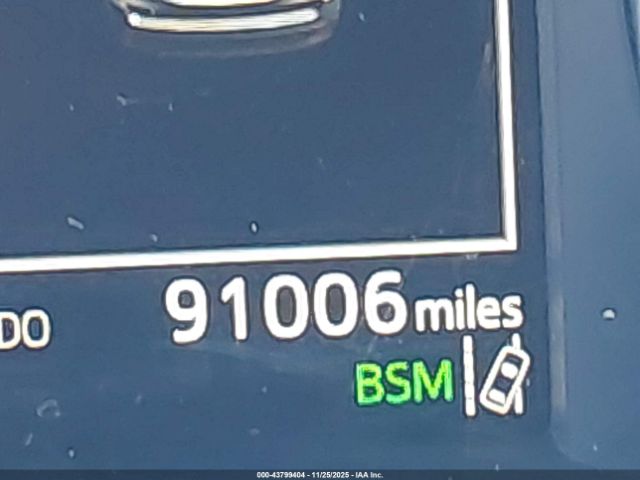 DO 91006 miles
BSM
000-43799404 - 11/25/2025 - IAA Inc.